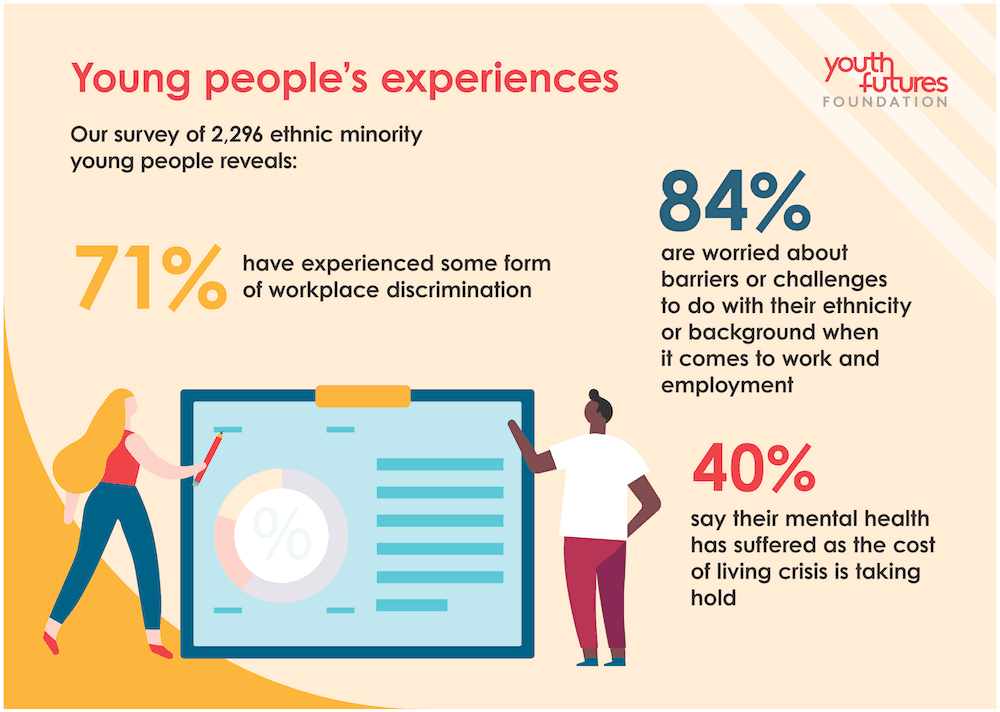 Young people's experiences
youth
futures
FOUNDATION
Our survey of 2,296 ethnic minority
young people reveals:
71%
have experienced some form
of workplace discrimination
84%
are worried about
barriers or challenges
to do with their ethnicity
or background when
it comes to work and
employment
%
40%
say their mental health
has suffered as the cost
of living crisis is taking
hold